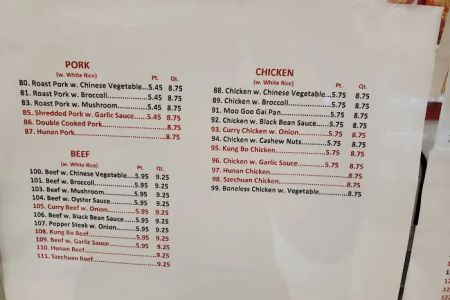 PORK
(w. White Rice) Pt. Qt.
80. Roast Pork w. Chinese Vegetable.....5.45 8.75
81. Roast Pork w. Broccoli.....5.45 8.75
83. Roast Pork w. Mushroom.....5.45 8.75
85. Shredded Pork w. Garlic Sauce.....5.45 8.75
86. Double Cooked Pork.....8.75
87. Hunan Pork.....8.75
BEEF
(w. White Rice) Pt. Qt.
100. Beef w. Chinese Vegetable.....5.95 9.25
101. Beef w. Broccoli.....5.95 9.25
103. Beef w. Mushroom.....5.95 9.25
104. Beef w. Oyster Sauce.....5.95 9.25
105. Curry Beef w. Onion.....5.95 9.25
106. Beef w. Black Bean Sauce.....5.95 9.25
107. Pepper Steak w. Onion.....5.95 9.25
108. Kung Bo Beef.....5.95 9.25
109. Beef w. Garlic Sauce.....5.95 9.25
110. Hunan Beef.....9.25
111. Szechuan Beef.....9.25
CHICKEN
(w. White Rice) Pt. Qt.
88. Chicken w. Chinese Vegetable.....5.75 8.75
89. Chicken w. Broccoli.....5.75 8.75
91. Moo Goo Gai Pan.....5.75 8.75
92. Chicken w. Black Bean Sauce.....5.75 8.75
93. Curry Chicken w. Onion.....5.75 8.75
94. Chicken w. Cashew Nuts.....5.75 8.75
95. Kung Bo Chicken.....5.75 8.75
96. Chicken w. Garlic Sauce.....5.75 8.75
97. Hunan Chicken.....8.75
98. Szechuan Chicken.....8.75
99. Boneless Chicken w. Vegetable.....8.75